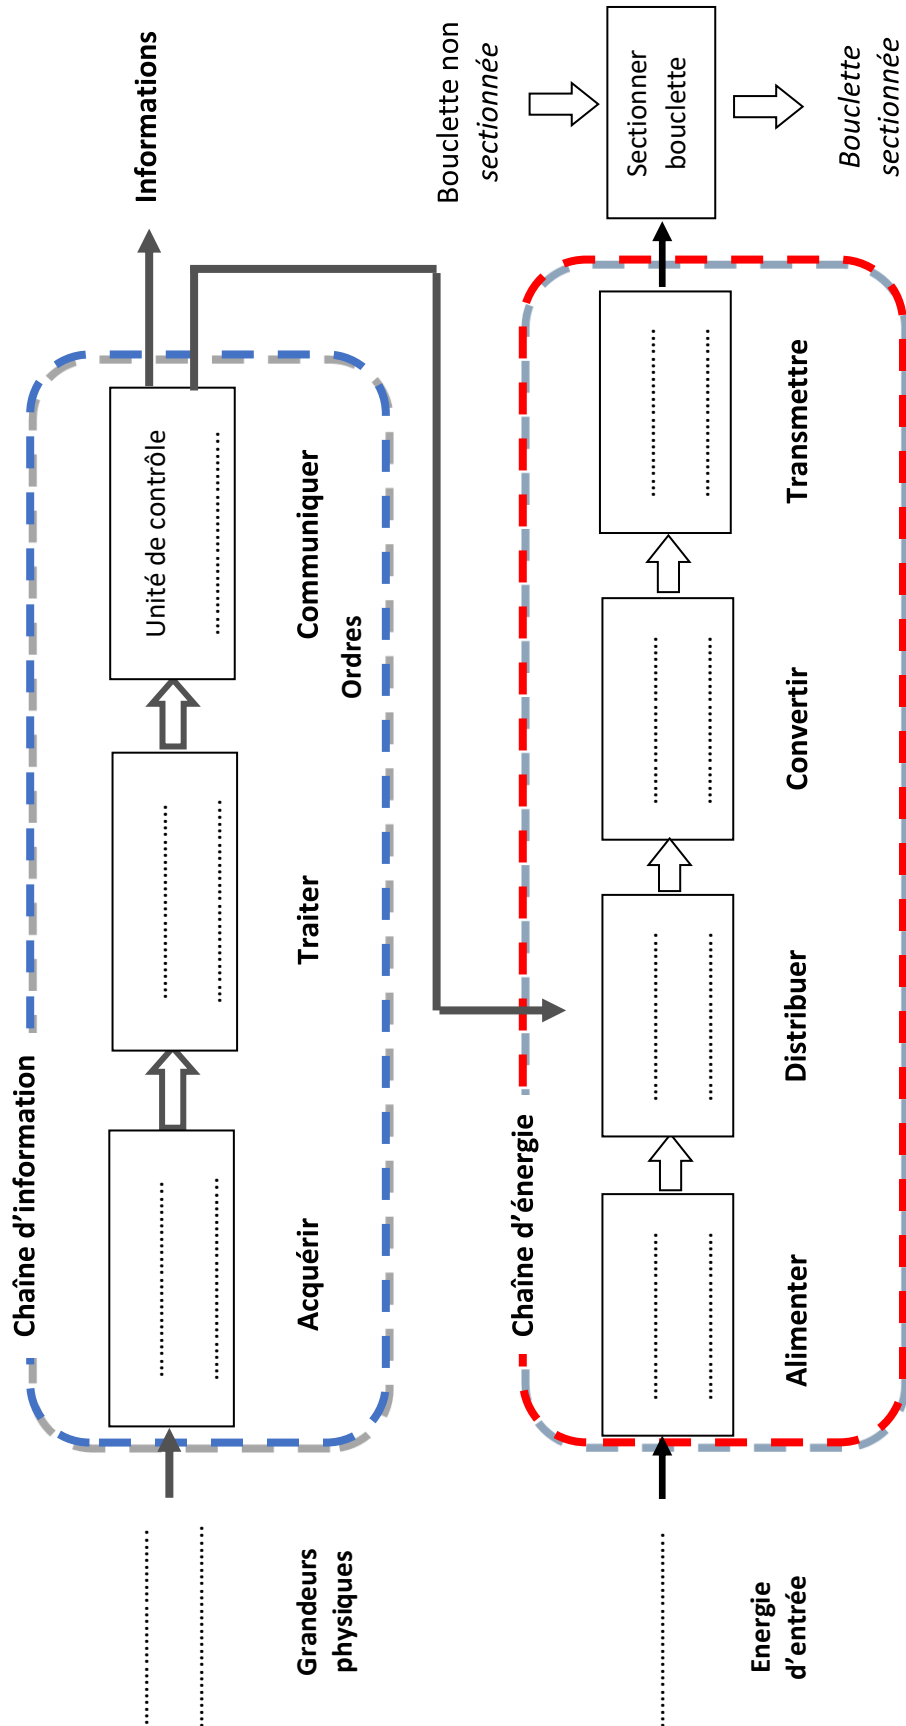 Chaîne d'information
Grandeurs
physiques
Acquérir
Traiter
Unité de contrôle
Communiquer
Informations
Ordres
Chaîne d'énergie
Energie
d'entrée
Alimenter
Distribuer
Convertir
Transmettre
Bouclette non
sectionnée
Sectionner
bouclette
Bouclette
sectionnée